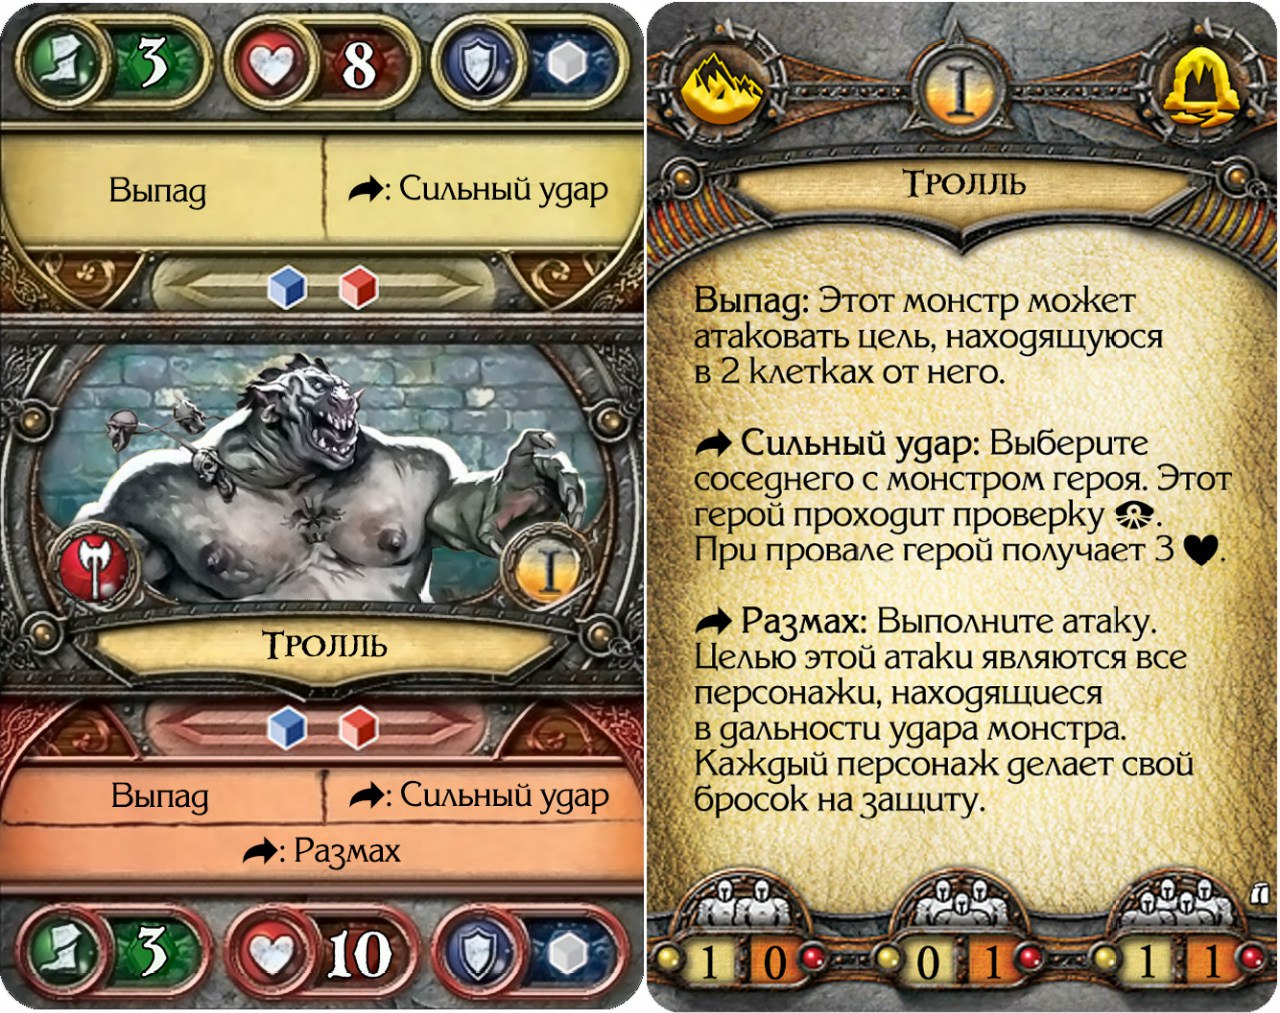 3 8
Выпад
: Сильный удар
I
Тролль
Выпад
: Сильный удар
: Размах
3 10
I
Тролль
Выпад: Этот монстр может
атаковать цель, находящуюся
в 2 клетках от него.
Сильный удар: Выберите
соседнего с монстром героя. Этот
герой проходит проверку .
При провале герой получает 3 .
Размах: Выполните атаку.
Целью этой атаки являются все
персонажи, находящиеся
в дальности удара монстра.
Каждый персонаж делает свой
бросок на защиту.
1 0 0 1 1 1